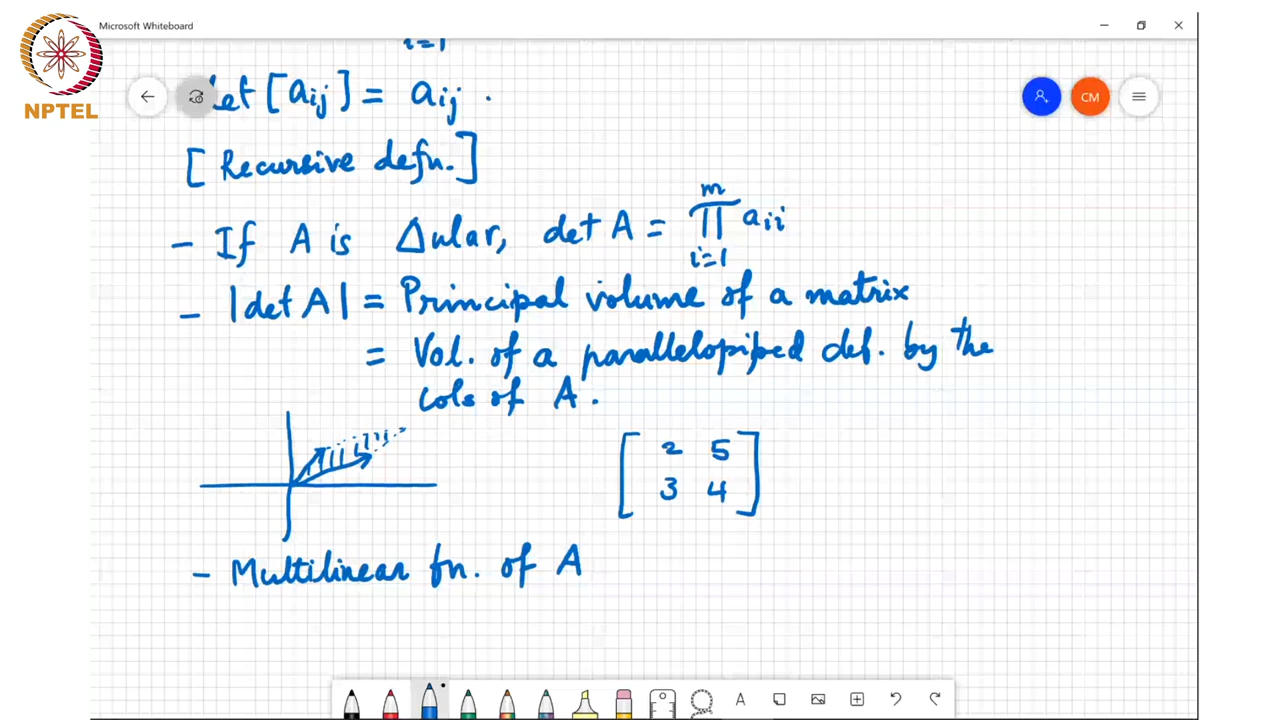 Microsoft Whiteboard
NPTEL
i=1
det [aij] = aij .
CM
[Recursive defn.]
- If A is Δular, det A = ∏ aii
m
i=1
- |det A| = Principal volume of a matrix
= Vol. of a parallelopiped def. by the
cols of A.
2 5
3 4
- Multilinear fn. of A
A